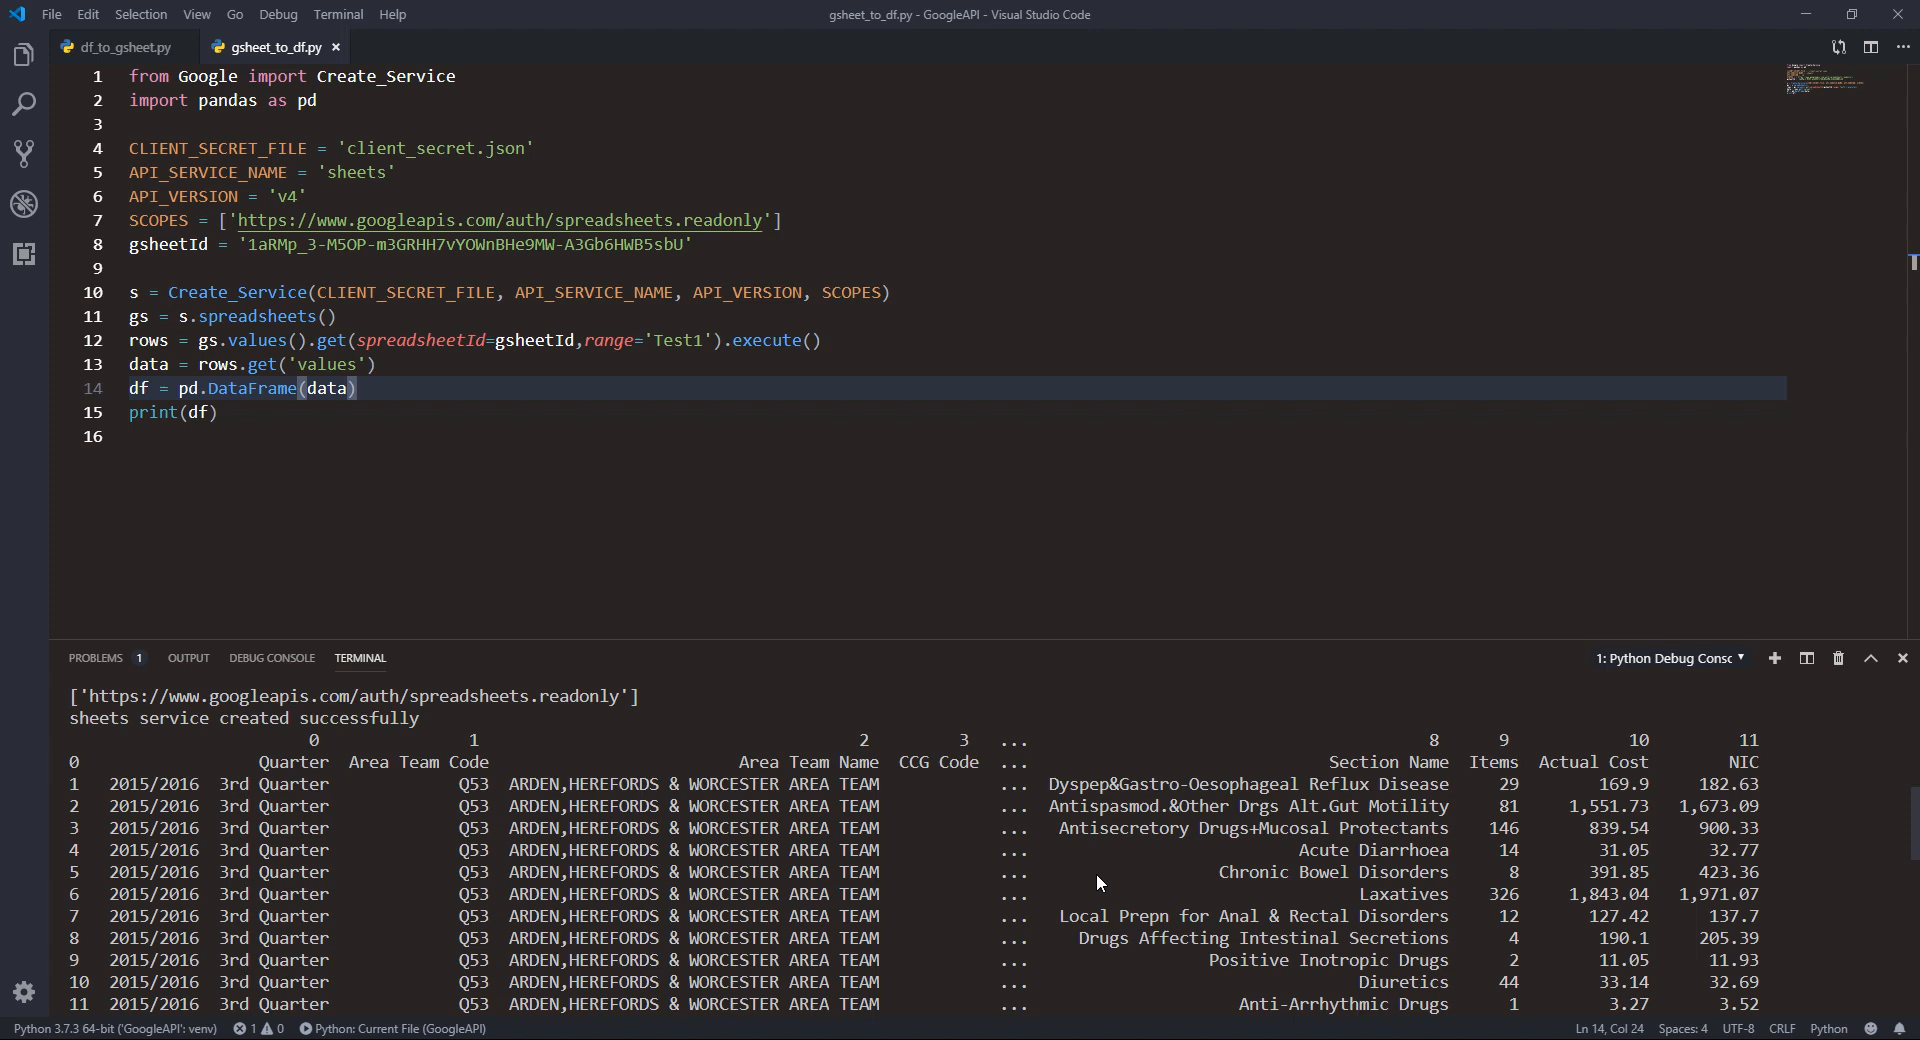 File Edit Selection View Go Debug Terminal Help gsheet_to_df.py - GoogleAPI - Visual Studio Code
df_to_gsheet.py gsheet_to_df.py
1 from Google import Create_Service
2 import pandas as pd
3
4 CLIENT_SECRET_FILE = 'client_secret.json'
5 API_SERVICE_NAME = 'sheets'
6 API_VERSION = 'v4'
7 SCOPES = ['https://www.googleapis.com/auth/spreadsheets.readonly']
8 gsheetId = '1aRMp_3-M5OP-m3GRHH7vYOWnBHe9MW-A3Gb6HWB5sbU'
9
10 s = Create_Service(CLIENT_SECRET_FILE, API_SERVICE_NAME, API_VERSION, SCOPES)
11 gs = s.spreadsheets()
12 rows = gs.values().get(spreadsheetId=gsheetId,range='Test1').execute()
13 data = rows.get('values')
14 df = pd.DataFrame(data)
15 print(df)
16
PROBLEMS 1 OUTPUT DEBUG CONSOLE TERMINAL 1: Python Debug Consc
['https://www.googleapis.com/auth/spreadsheets.readonly']
sheets service created successfully
0 1 2 3 ... 8 9 10 11
0 Quarter Area Team Code Area Team Name CCG Code ... Section Name Items Actual Cost NIC
1 2015/2016 3rd Quarter Q53 ARDEN,HEREFORDS & WORCESTER AREA TEAM ... Dyspep&Gastro-Oesophageal Reflux Disease 29 169.9 182.63
2 2015/2016 3rd Quarter Q53 ARDEN,HEREFORDS & WORCESTER AREA TEAM ... Antispasmod.&Other Drgs Alt.Gut Motility 81 1,551.73 1,673.09
3 2015/2016 3rd Quarter Q53 ARDEN,HEREFORDS & WORCESTER AREA TEAM ... Antisecretory Drugs+Mucosal Protectants 146 839.54 900.33
4 2015/2016 3rd Quarter Q53 ARDEN,HEREFORDS & WORCESTER AREA TEAM ... Acute Diarrhoea 14 31.05 32.77
5 2015/2016 3rd Quarter Q53 ARDEN,HEREFORDS & WORCESTER AREA TEAM ... Chronic Bowel Disorders 8 391.85 423.36
6 2015/2016 3rd Quarter Q53 ARDEN,HEREFORDS & WORCESTER AREA TEAM ... Laxatives 326 1,843.04 1,971.07
7 2015/2016 3rd Quarter Q53 ARDEN,HEREFORDS & WORCESTER AREA TEAM ... Local Prepn for Anal & Rectal Disorders 12 127.42 137.7
8 2015/2016 3rd Quarter Q53 ARDEN,HEREFORDS & WORCESTER AREA TEAM ... Drugs Affecting Intestinal Secretions 4 190.1 205.39
9 2015/2016 3rd Quarter Q53 ARDEN,HEREFORDS & WORCESTER AREA TEAM ... Positive Inotropic Drugs 2 11.05 11.93
10 2015/2016 3rd Quarter Q53 ARDEN,HEREFORDS & WORCESTER AREA TEAM ... Diuretics 44 33.14 32.69
11 2015/2016 3rd Quarter Q53 ARDEN,HEREFORDS & WORCESTER AREA TEAM ... Anti-Arrhythmic Drugs 1 3.27 3.52
Python 3.7.3 64-bit ('GoogleAPI': venv) 1 0 Python: Current File (GoogleAPI) Ln 14, Col 24 Spaces: 4 UTF-8 CRLF Python